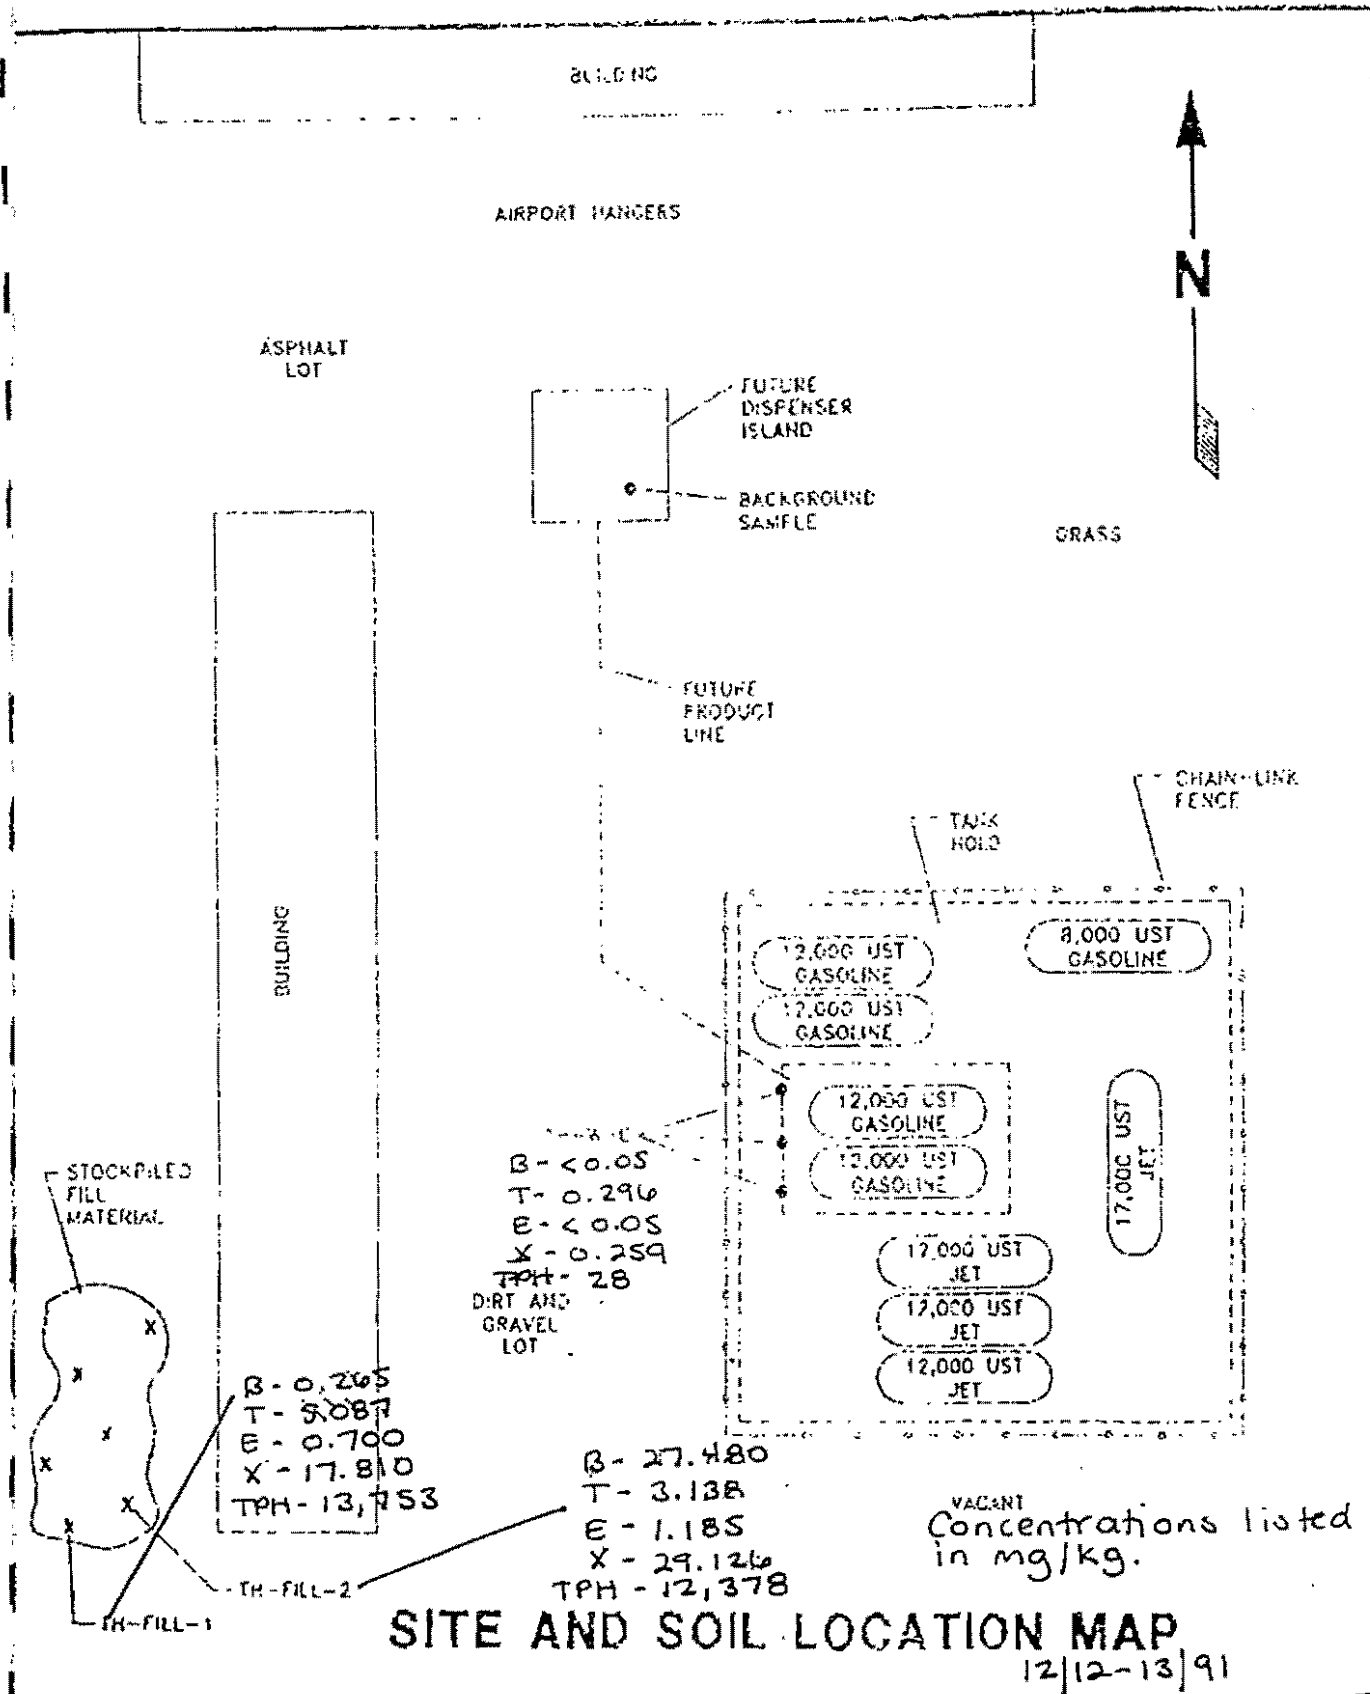 BUILDING
AIRPORT HANGERS
N
ASPHALT
LOT
FUTURE
DISPENSER
ISLAND
BACKGROUND
SAMPLE
GRASS
FUTURE
PRODUCT
LINE
CHAIN-LINK
FENCE
TANK
HOLD
8,000 UST
GASOLINE
12,000 UST
GASOLINE
12,000 UST
GASOLINE
BUILDING
12,000 UST
GASOLINE
12,000 UST
GASOLINE
17,000 UST
JET
B - <0.05
T - 0.296
E - <0.05
X - 0.259
TPH - 28
STOCKPILED
FILL
MATERIAL
DIRT AND
GRAVEL
LOT
12,000 UST
JET
12,000 UST
JET
12,000 UST
JET
B - 0.265
T - 5.087
E - 0.700
X - 17.810
TPH - 13,753
B - 27.480
T - 3.138
E - 1.185
X - 29.126
TPH - 12,378
VACANT
Concentrations listed
in mg/kg.
TH-FILL-2
TH-FILL-1
SITE AND SOIL LOCATION MAP
12/12-13/91